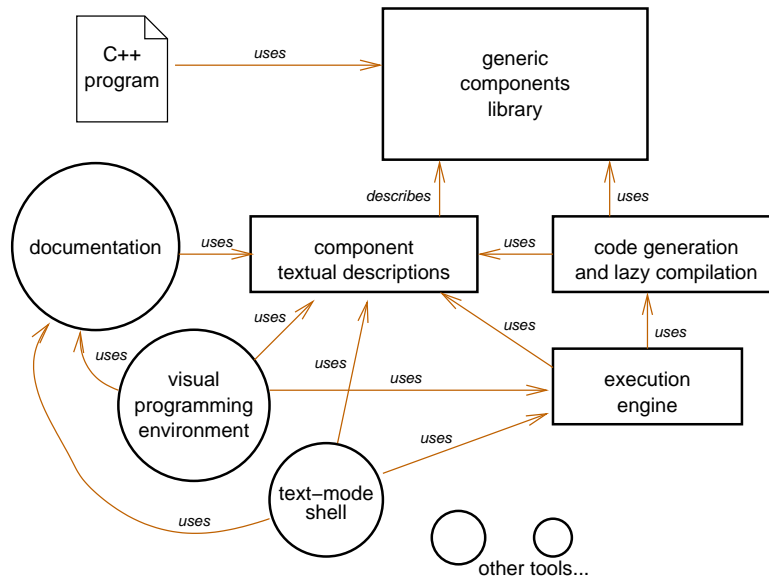 C++
program
uses
generic
components
library
describes
uses
documentation
uses
component
textual descriptions
uses
code generation
and lazy compilation
uses
uses
uses
uses
uses
visual
programming
environment
uses
execution
engine
uses
text−mode
shell
uses
other tools...